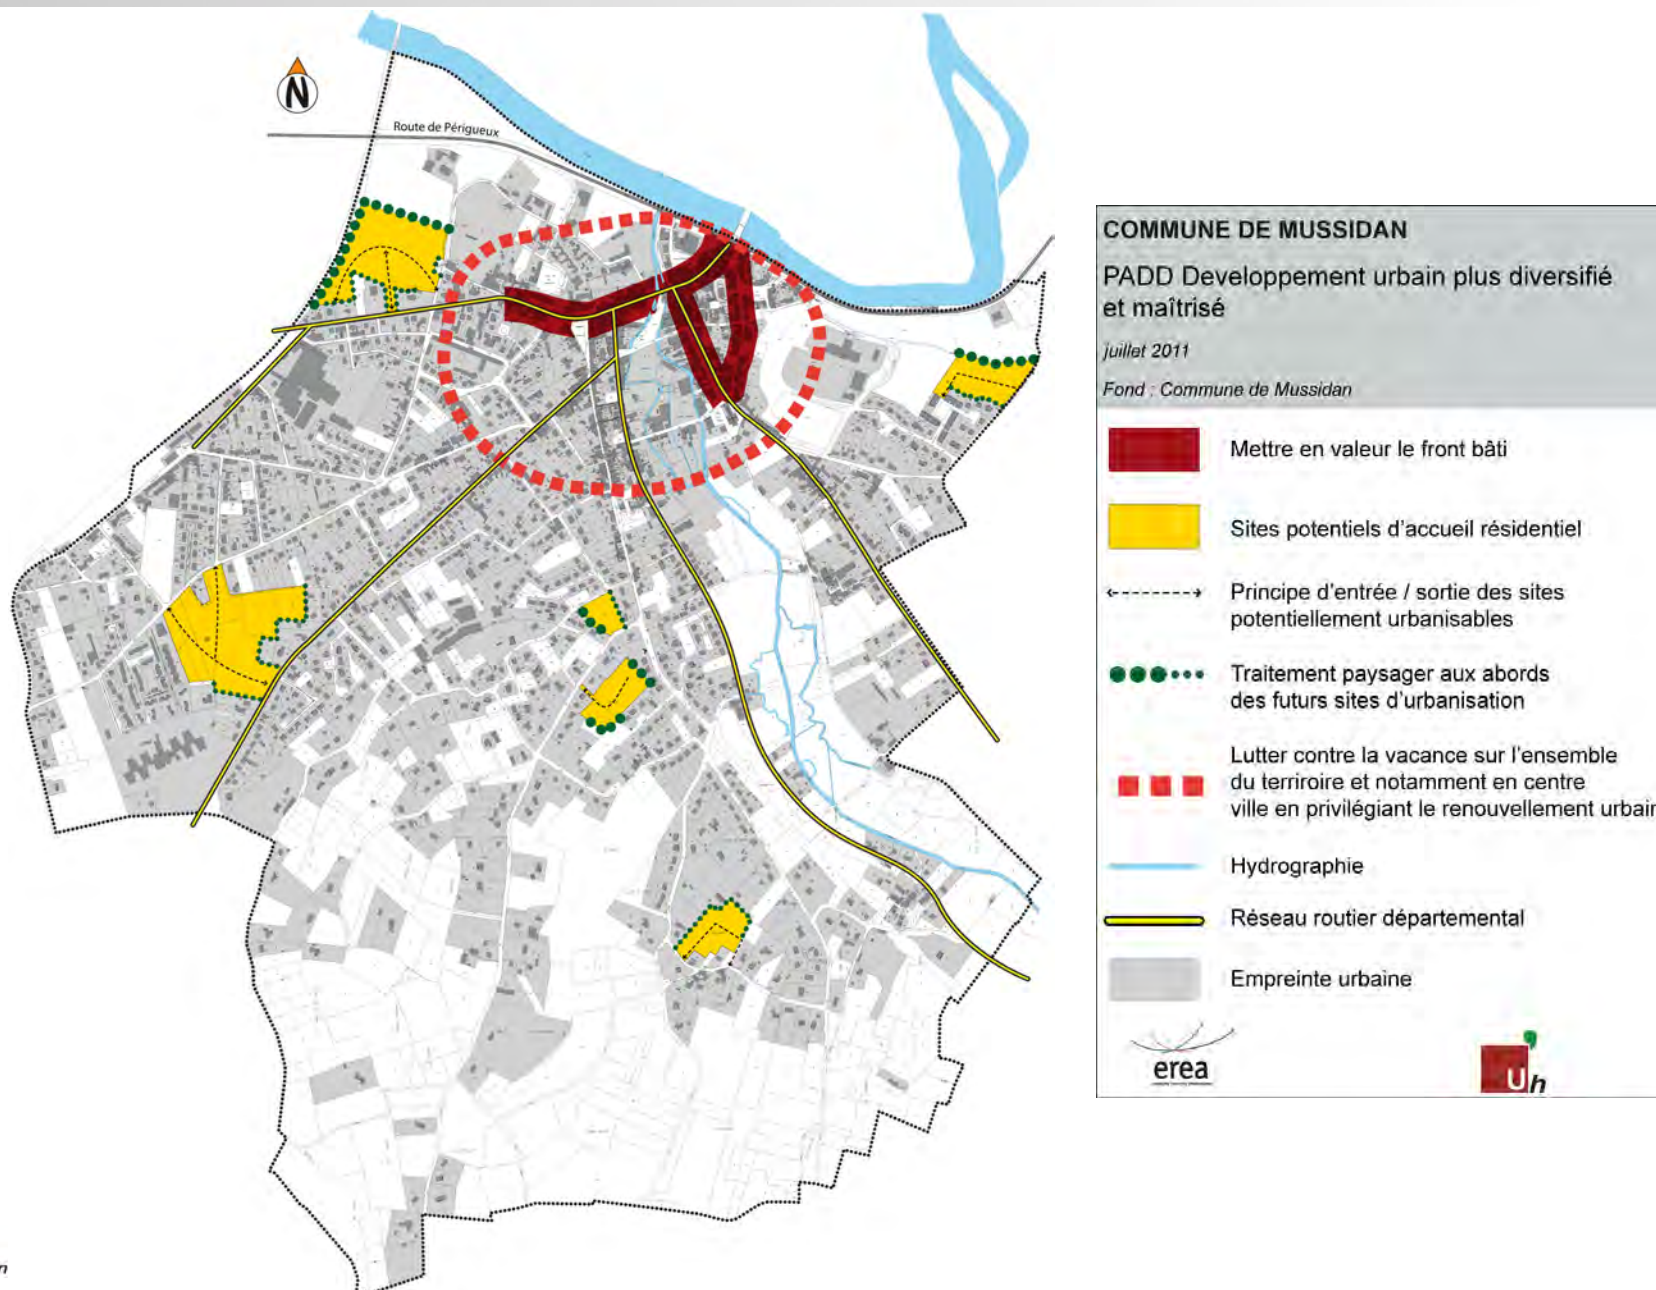 N
Route de Périgueux
COMMUNE DE MUSSIDAN
PADD Developpement urbain plus diversifié
et maîtrisé
juillet 2011
Fond : Commune de Mussidan
Mettre en valeur le front bâti
Sites potentiels d'accueil résidentiel
Principe d'entrée / sortie des sites
potentiellement urbanisables
Traitement paysager aux abords
des futurs sites d'urbanisation
Lutter contre la vacance sur l'ensemble
du terriroire et notamment en centre
ville en privilégiant le renouvellement urbain
Hydrographie
Réseau routier départemental
Empreinte urbaine
erea
Uh
n